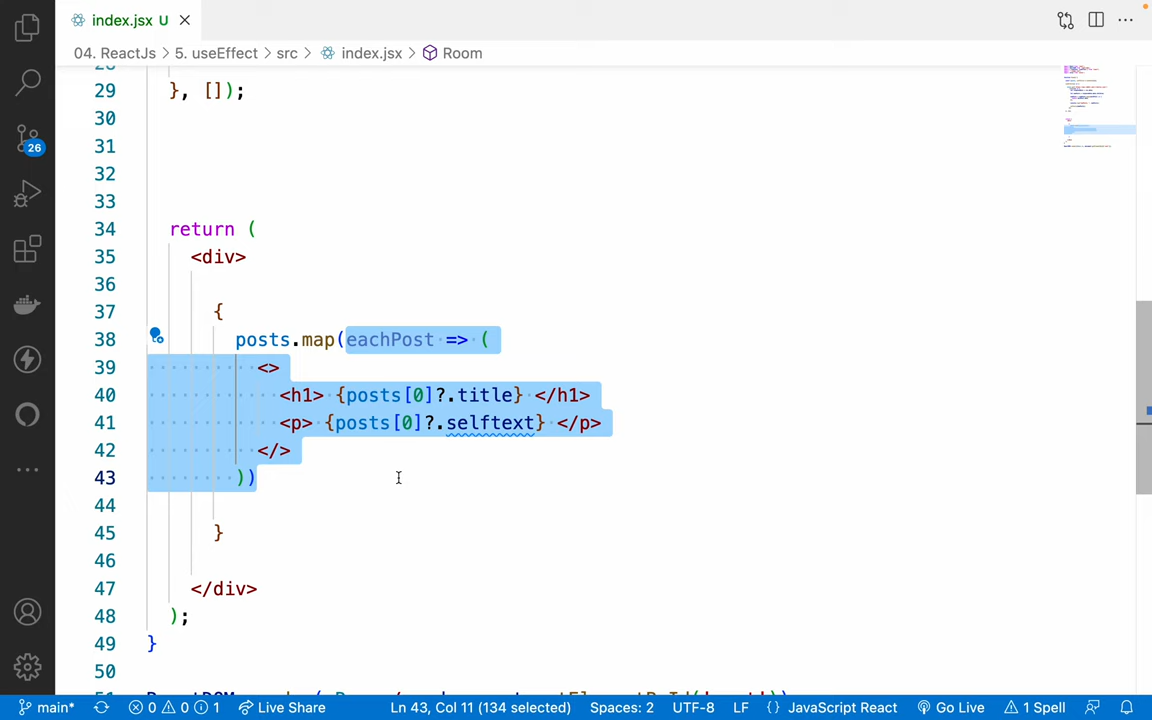 index.jsx U
04. ReactJs > 5. useEffect > src > index.jsx > Room
29 }, []);
30
31
32
33
34 return (
35 <div>
36
37 {
38 posts.map(eachPost => (
39 <>
40 <h1> {posts[0]?.title} </h1>
41 <p> {posts[0]?.selftext} </p>
42 </>
43 ))
44
45 }
46
47 </div>
48 );
49 }
50
26
main* 0 0 1 Live Share Ln 43, Col 11 (134 selected) Spaces: 2 UTF-8 LF {} JavaScript React Go Live 1 Spell